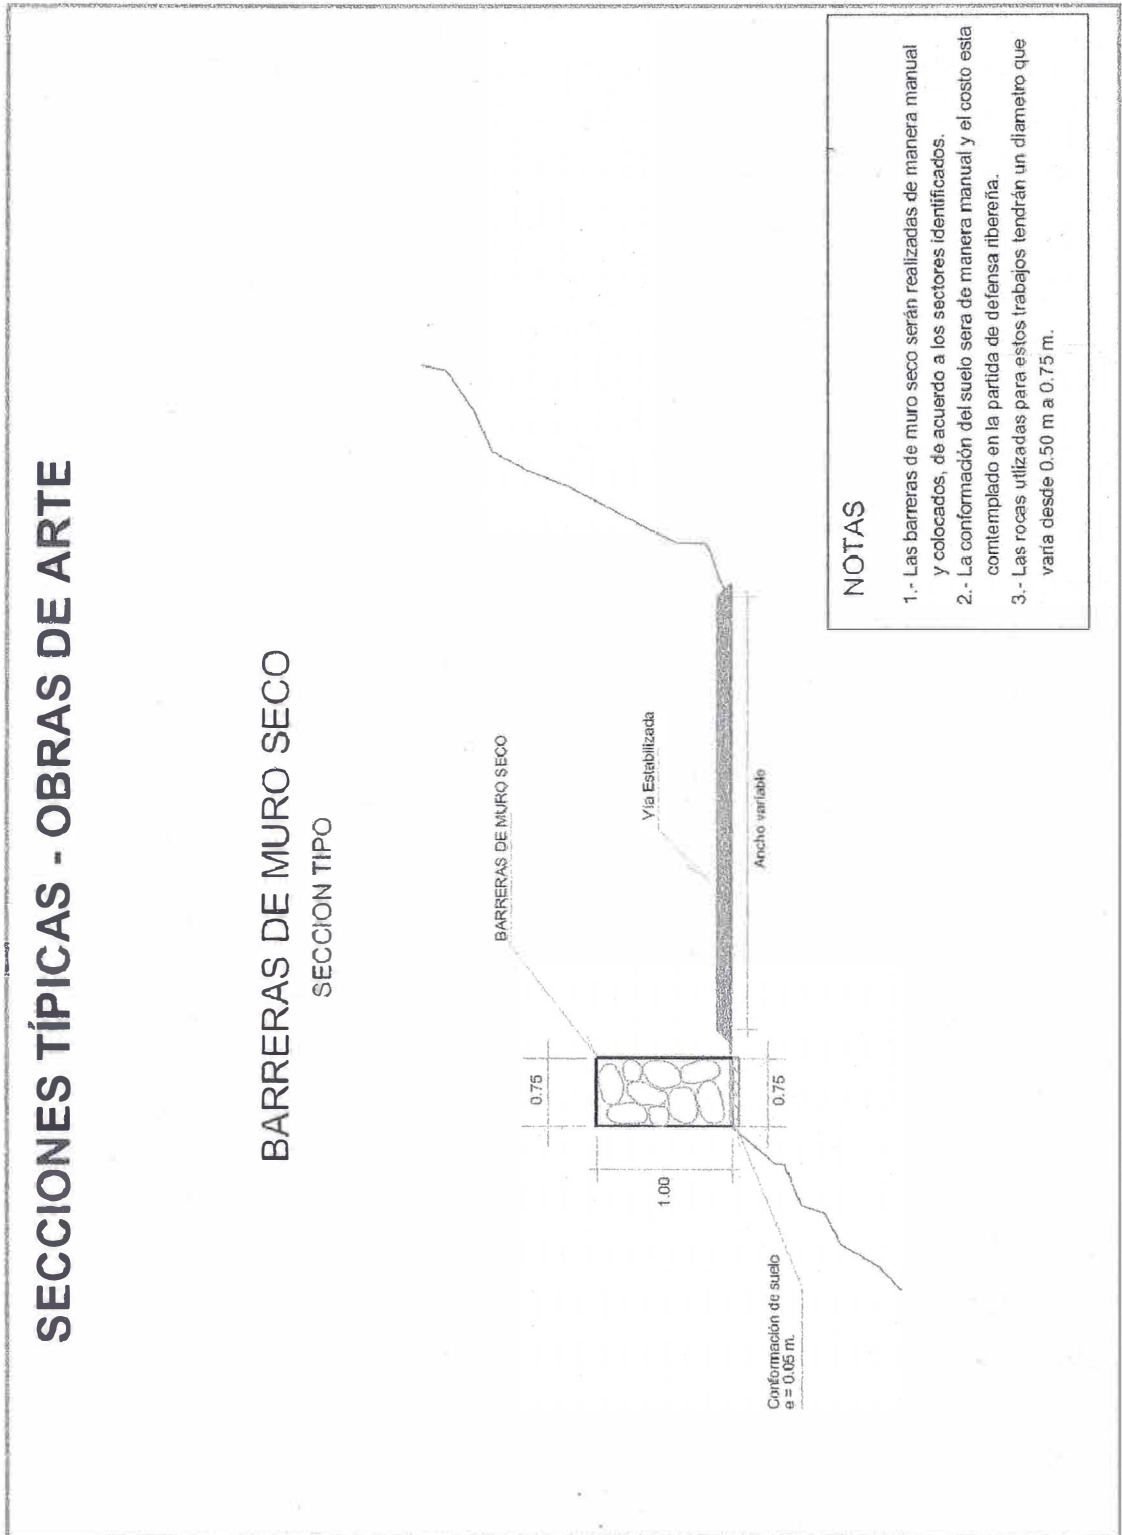 SECCIONES TÍPICAS - OBRAS DE ARTE
BARRERAS DE MURO SECO
SECCION TIPO
BARRERAS DE MURO SECO
0.75
Vía Estabilizada
1.00
0.75
Ancho variable
Conformación de suelo
e = 0.05 m.
NOTAS
1.- Las barreras de muro seco serán realizadas de manera manual
y colocados, de acuerdo a los sectores identificados.
2.- La conformación del suelo sera de manera manual y el costo esta
comtemplado en la partida de defensa ribereña.
3.- Las rocas utlizadas para estos trabajos tendrán un diametro que
varía desde 0.50 m a 0.75 m.